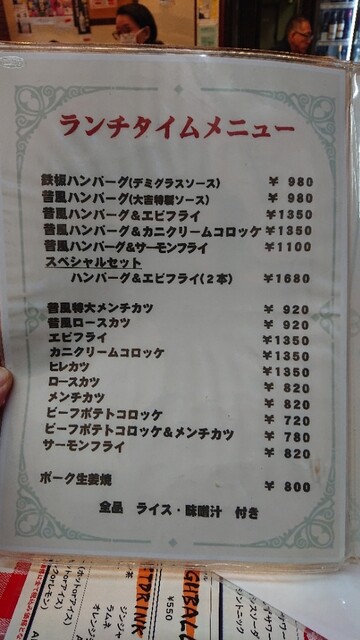 ランチタイムメニュー
鉄板ハンバーグ(デミグラスソース) ¥ 980
昔風ハンバーグ(大吉特製ソース) ¥ 980
昔風ハンバーグ&エビフライ ¥1350
昔風ハンバーグ&カニクリームコロッケ ¥1350
昔風ハンバーグ&サーモンフライ ¥1100
スペシャルセット
ハンバーグ&エビフライ(2本) ¥1680
昔風特大メンチカツ ¥ 920
昔風ロースカツ ¥ 920
エビフライ ¥1350
カニクリームコロッケ ¥1350
ヒレカツ ¥1350
ロースカツ ¥ 820
メンチカツ ¥ 820
ビーフポテトコロッケ ¥ 720
ビーフポテトコロッケ&メンチカツ ¥ 780
サーモンフライ ¥ 820
ポーク生姜焼 ¥ 800
全品 ライス・味噌汁 付き
DRINK
¥550
ラムネ